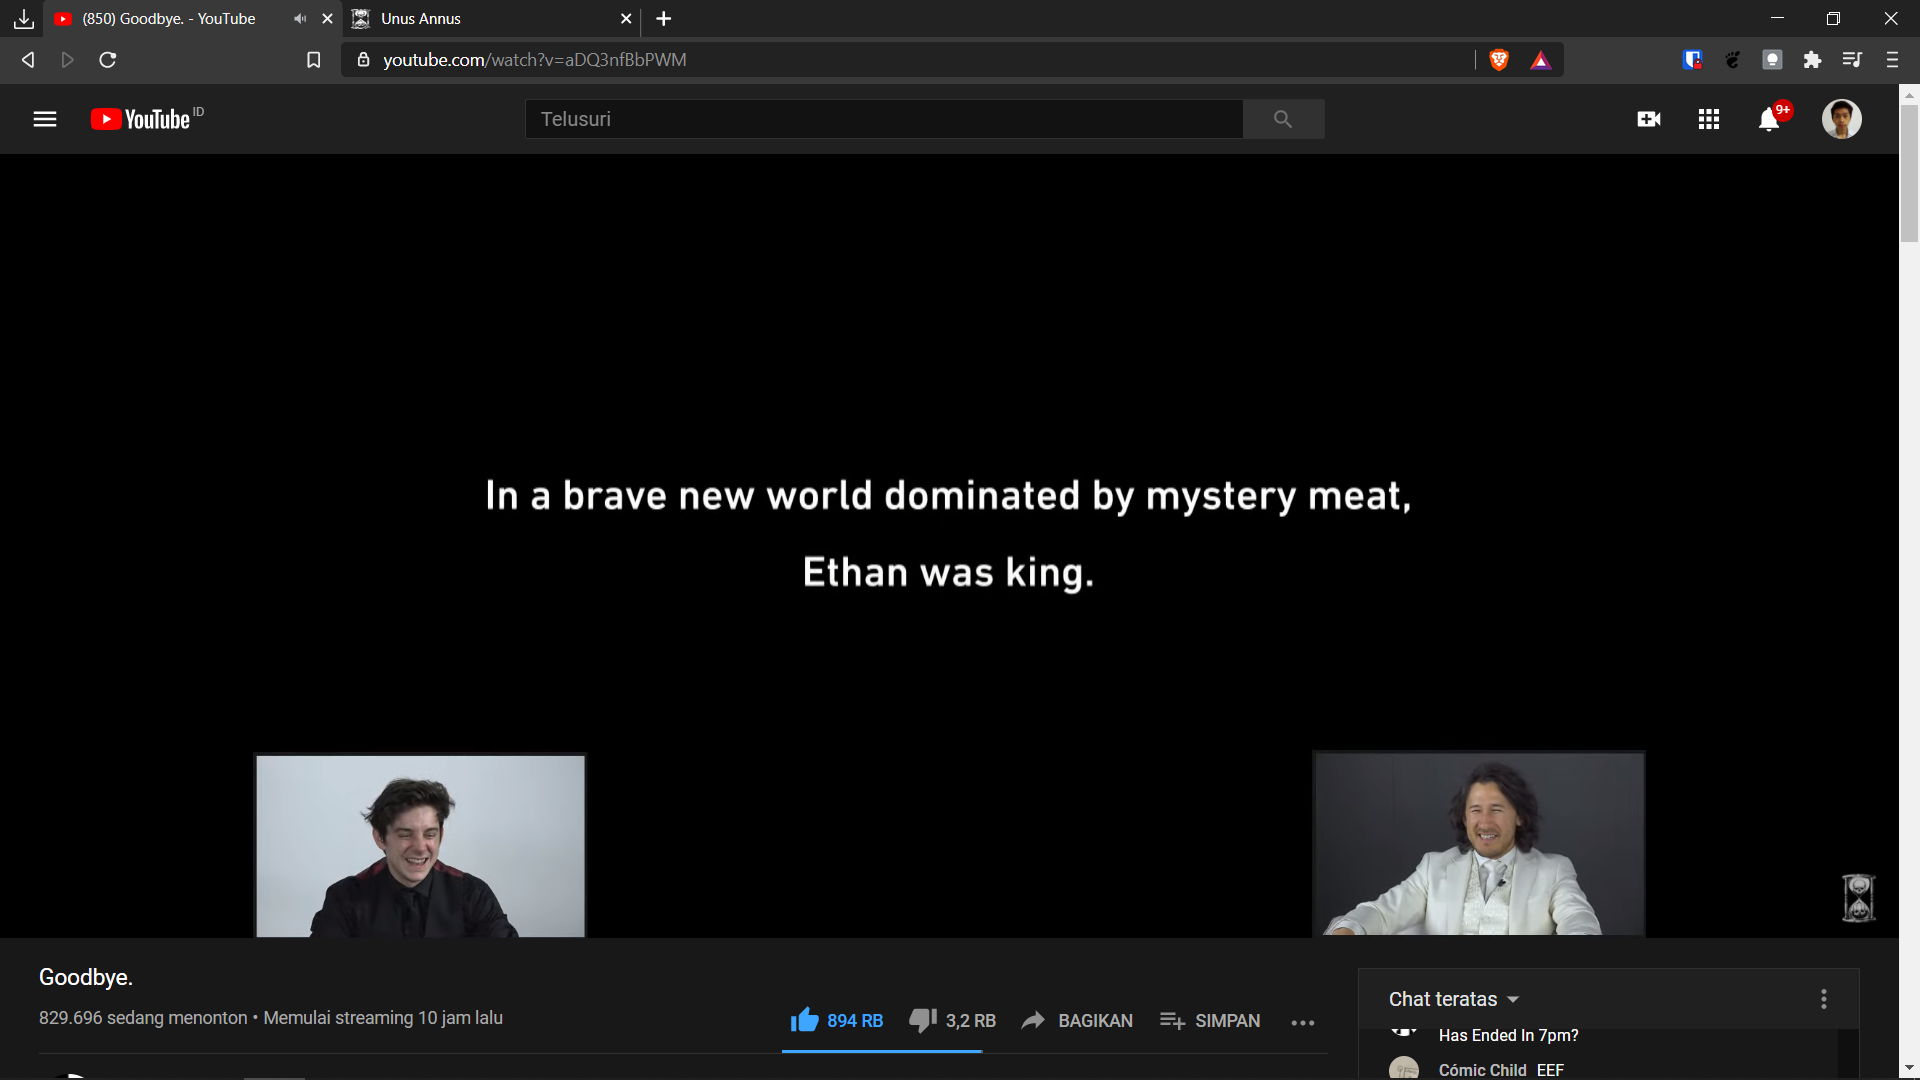 (850) Goodbye. - YouTube
Unus Annus
youtube.com/watch?v=aDQ3nfBbPWM
YouTube ID
Telusuri
9+
In a brave new world dominated by mystery meat,
Ethan was king.
Goodbye.
829.696 sedang menonton • Memulai streaming 10 jam lalu
894 RB
3,2 RB
BAGIKAN
SIMPAN
Chat teratas
Has Ended In 7pm?
Cómic Child EEF